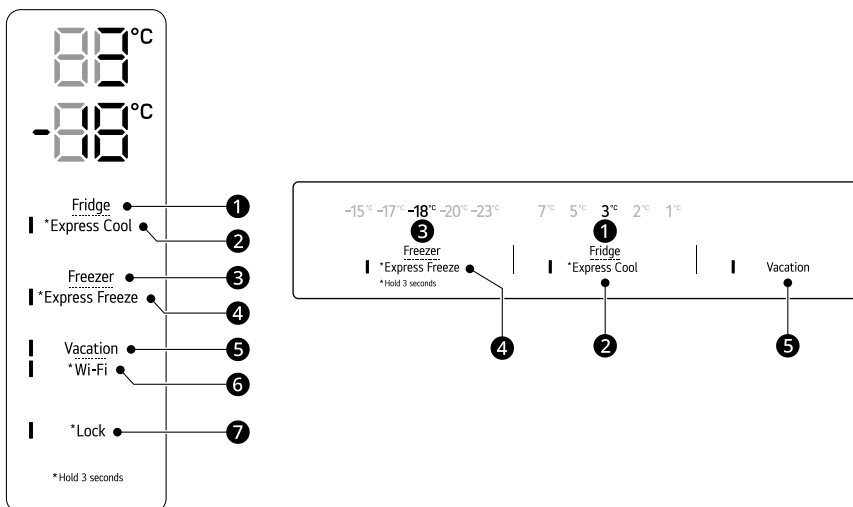 3°C
-18°C
Fridge
*Express Cool
Freezer
*Express Freeze
Vacation
*Wi-Fi
*Lock
*Hold 3 seconds
1
2
3
4
5
6
7
-15°C -17°C -18°C -20°C -23°C 7°C 5°C 3°C 2°C 1°C
3 1
Freezer Fridge
*Express Freeze *Express Cool Vacation
*Hold 3 seconds
4 2 5